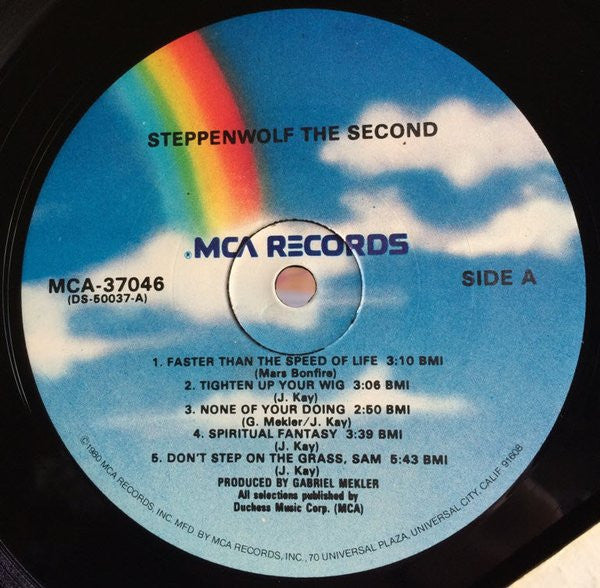 STEPPENWOLF THE SECOND
® MCA RECORDS
MCA-37046
(DS-50037-A)
SIDE A
1. FASTER THAN THE SPEED OF LIFE 3:10 BMI
(Mars Bonfire)
2. TIGHTEN UP YOUR WIG 3:06 BMI
(J. Kay)
3. NONE OF YOUR DOING 2:50 BMI
(G. Mekler/J. Kay)
4. SPIRITUAL FANTASY 3:39 BMI
(J. Kay)
5. DON'T STEP ON THE GRASS, SAM 5:43 BMI
(J. Kay)
PRODUCED BY GABRIEL MEKLER
All selections published by
Duchess Music Corp. (MCA)
©1980 MCA RECORDS, INC. MFD. BY MCA RECORDS, INC., 70 UNIVERSAL PLAZA, UNIVERSAL CITY, CALIF. 91608